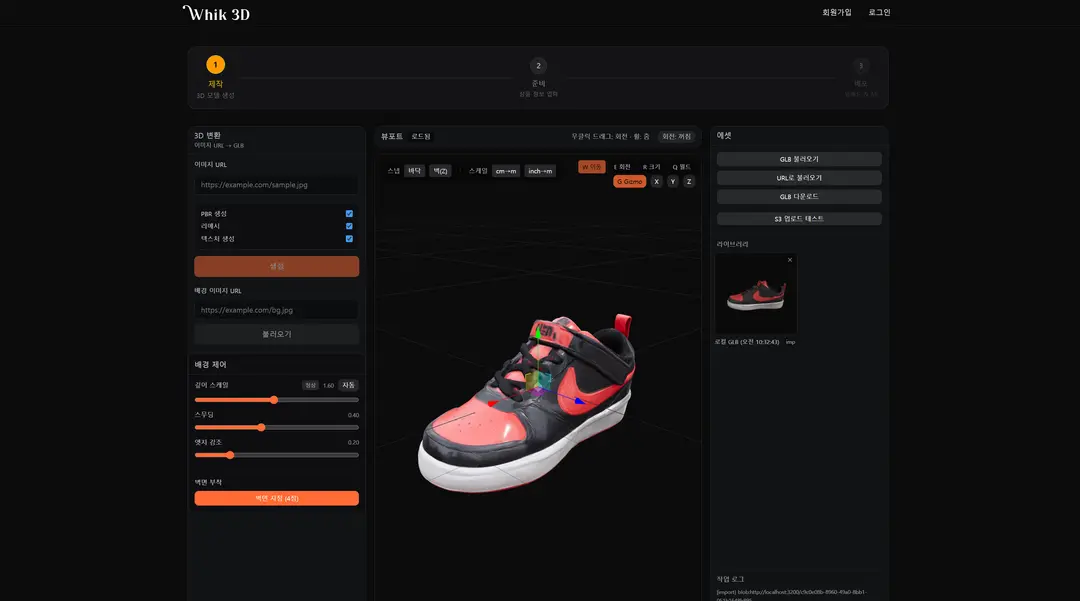 Whik 3D
회원가입
로그인
1
2
3
제작
준비
배포
3D 모델 생성
상품 정보 입력
3D 변환
이미지 URL → GLB
이미지 URL
https://example.com/sample.jpg
PBR 생성
리메시
텍스처 생성
생성
배경 이미지 URL
https://example.com/bg.jpg
불러오기
배경 제어
깊이 스케일
1.60
자동
스무딩
0.40
엣지 감조
0.20
벽면 부착
벽면 지정 (4점)
뷰포트
로드됨
우클릭 드래그: 회전 · 휠: 줌
회전: 꺼짐
스냅
바닥
벽(Z)
스케일
cm→m
inch→m
W 이동
E 회전
R 크기
Q 월드
G Gizmo
X
Y
Z
에셋
GLB 불러오기
URL로 불러오기
GLB 다운로드
S3 업로드 테스트
라이브러리
×
로컬 GLB (오전 10:32:43)
imp
작업 로그
[import] blob:http://localhost:3200/c9c0e08b-8960-49a0-8bb1-